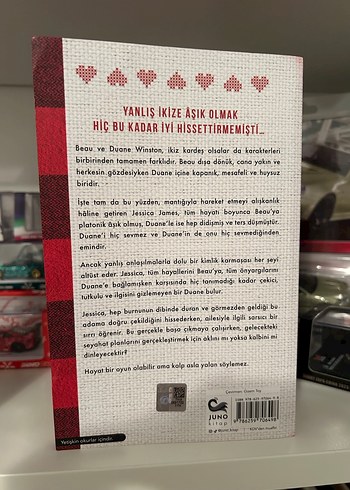 YANLIŞ İKİZE ÂŞIK OLMAK
HİÇ BU KADAR İYİ HİSSETTİRMEMİŞTİ...
Beau ve Duane Winston, ikiz kardeş olsalar da karakterleri
birbirinden tamamen farklıdır. Beau dışa dönük, cana yakın ve
herkesin gözdesiyken Duane içine kapanık, mesafeli ve huysuz
biridir.
İşte tam da bu yüzden, mantığıyla hareket etmeyi alışkanlık
hâline getiren Jessica James, tüm hayatı boyunca Beau'ya
platonik âşık olmuş, Duane'le ise hep didişmiş ve ters düşmüştür.
Duane'i hiç sevmez ve Duane'in de onu hiç sevmediğinden
emindir.
Ancak yanlış anlaşılmalarla dolu bir kimlik karmaşası her şeyi
altüst eder. Jessica, tüm hayallerini Beau'ya, tüm önyargılarını
Duane'e bağlamışken karşısında hiç tanımadığı kadar çekici,
tutkulu ve ilgisini gizlemeyen bir Duane bulur.
Jessica, hep burnunun dibinde duran ve görmezden geldiği bu
adama doğru çekildiğini hissederken, ailesiyle ilgili sarsıcı bir
sırrı öğrenir. Bu gerçekle başa çıkmaya çalışırken, gelecekteki
seyahat planlarını gerçekleştirmek için aklını mı yoksa kalbini mi
dinleyecektir?
Hayat bir oyun olabilir ama kalp asla yalan söylemez.
JUNO
kitap
Yetişkin okurlar içindir.